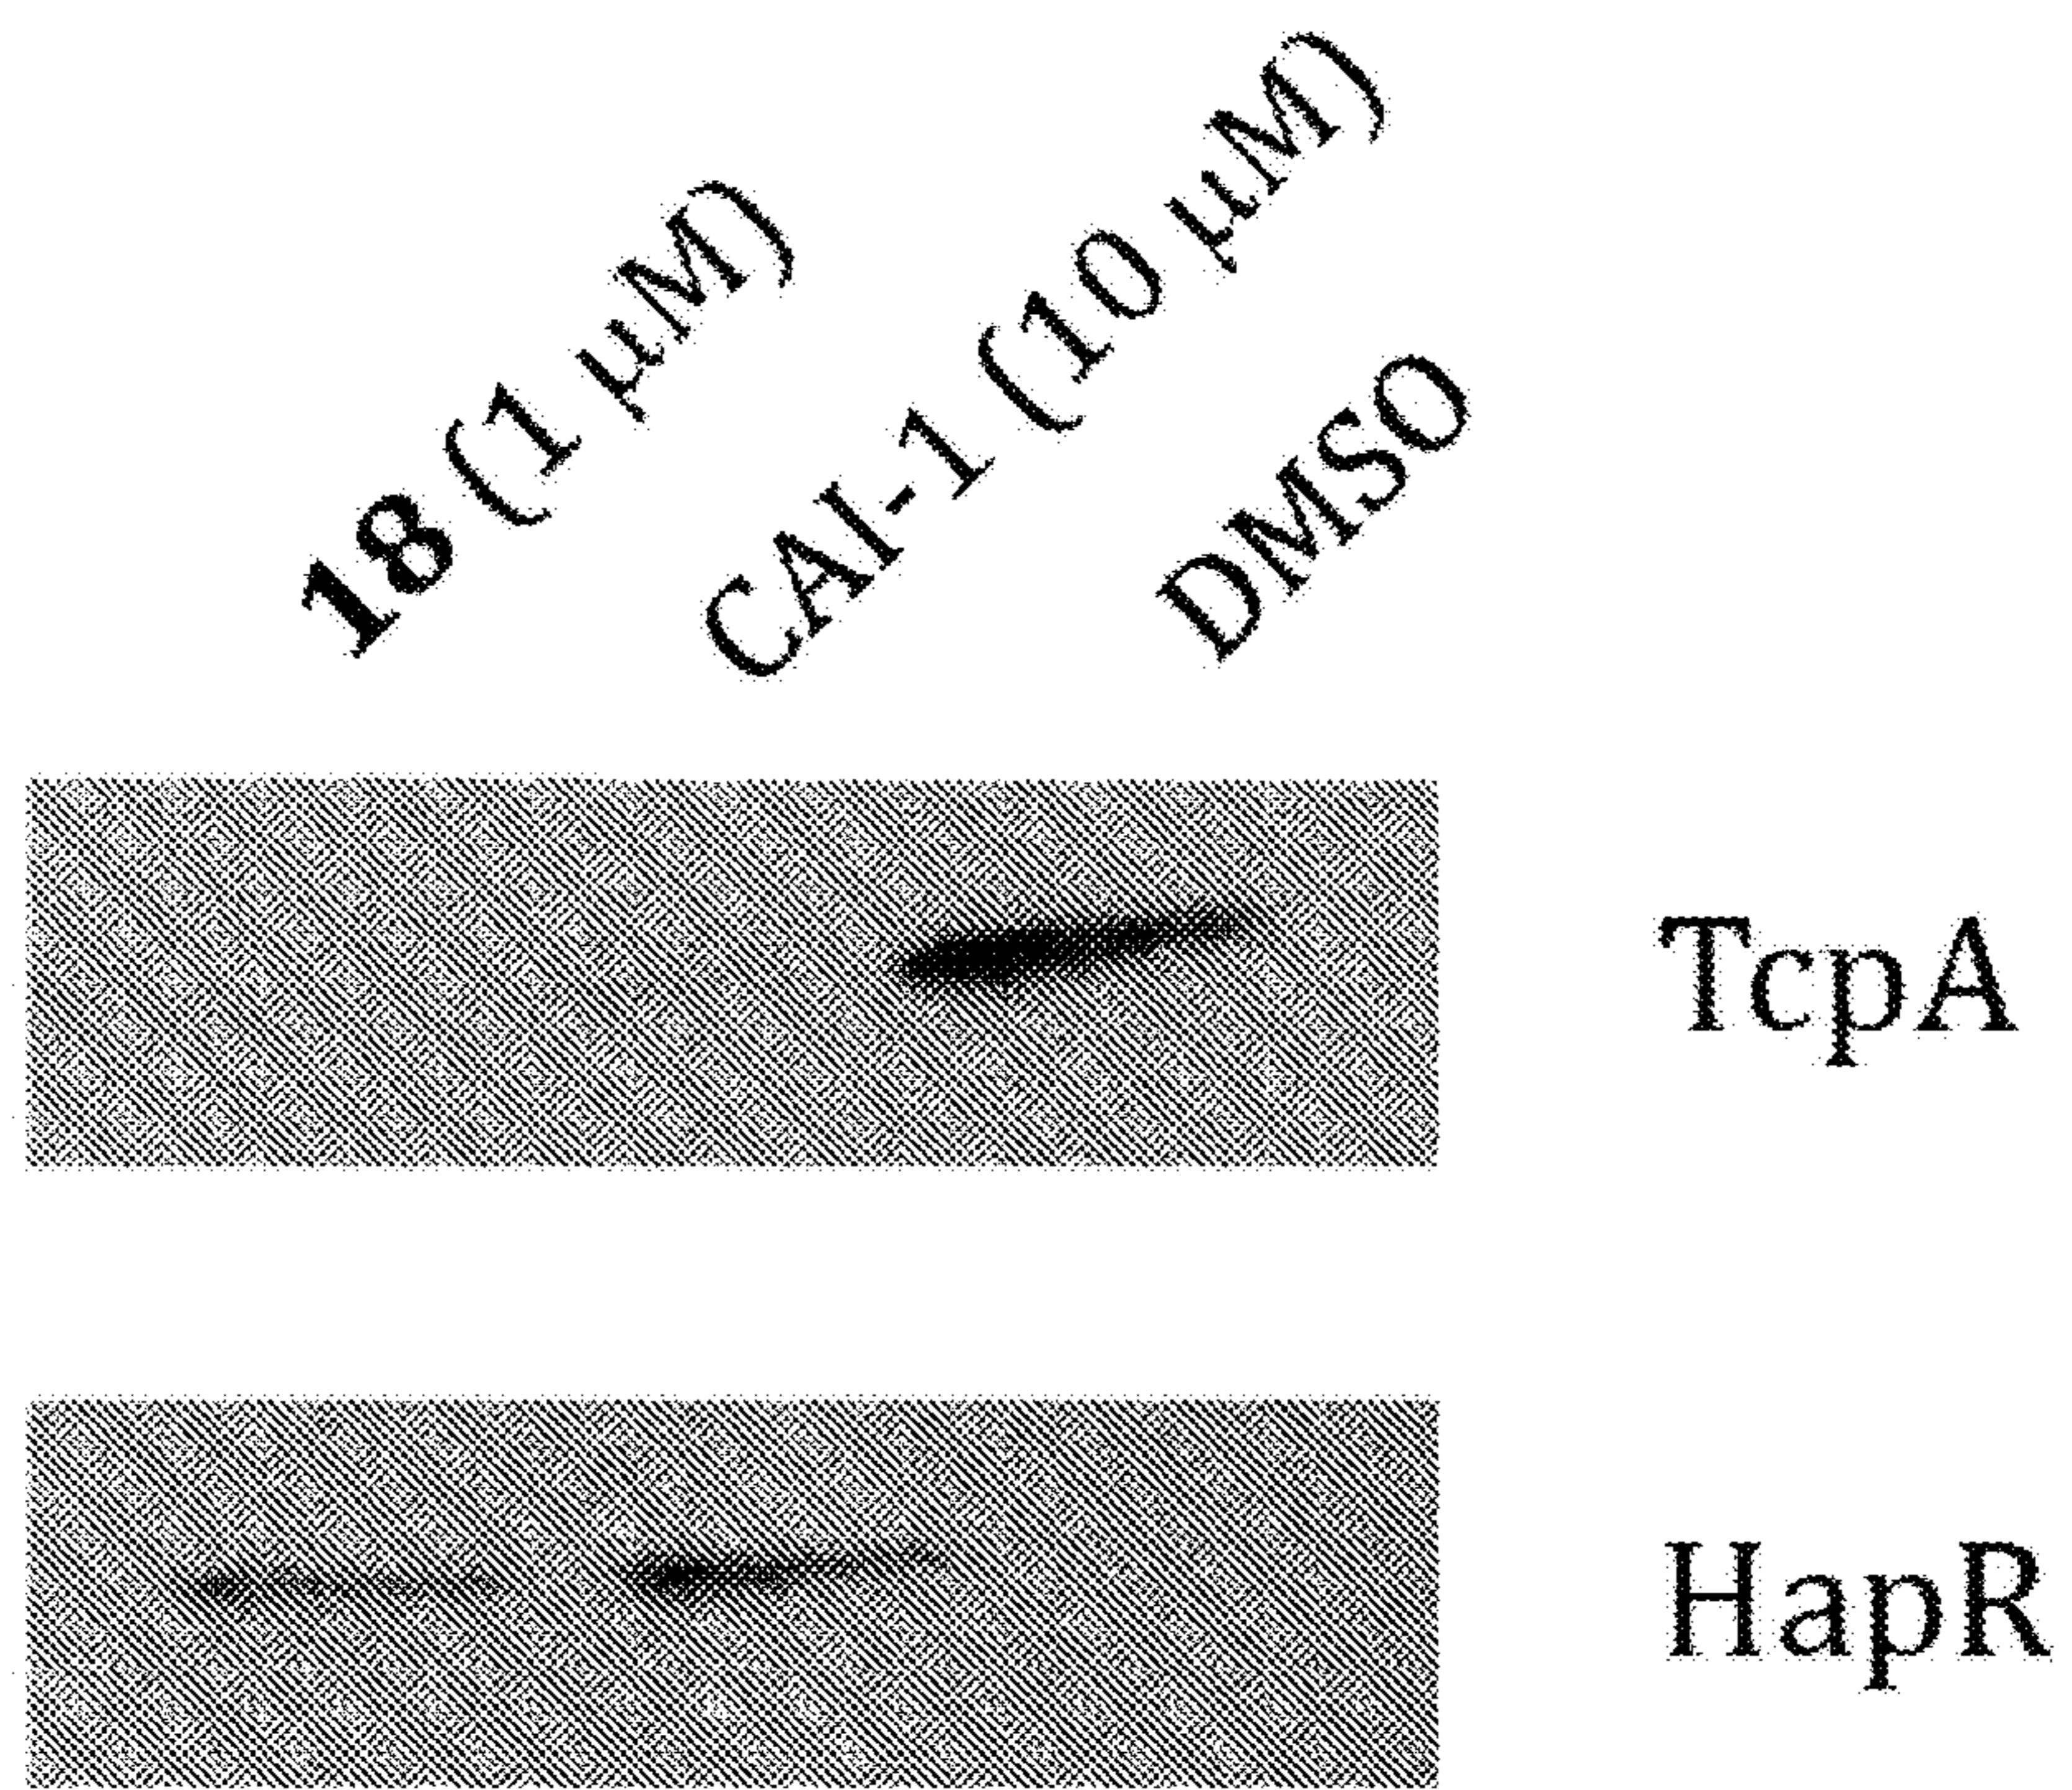 18 (1 μM)
CAI-1 (10 μM)
DMSO
TcpA
HapR